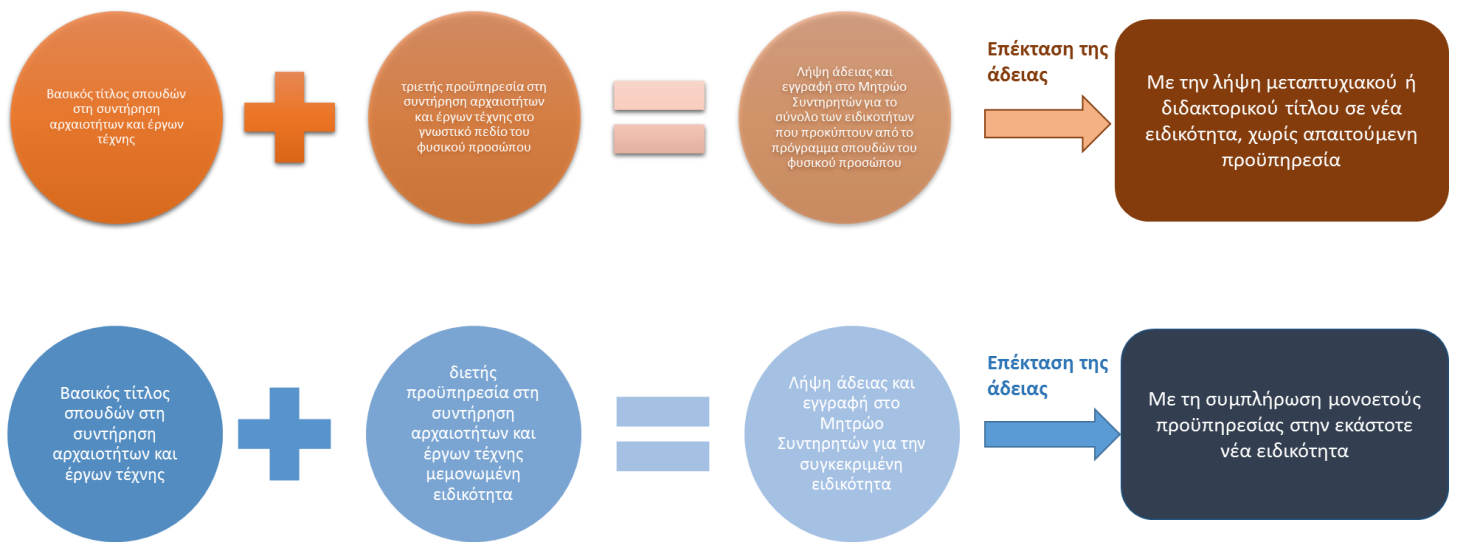 Βασικός τίτλος σπουδών
στη συντήρηση
αρχαιοτήτων και έργων
τέχνης
τριετής προϋπηρεσία στη
συντήρηση αρχαιοτήτων
και έργων τέχνης στο
γνωστικό πεδίο του
φυσικού προσώπου
Λήψη άδειας και
εγγραφή στο Μητρώο
Συντηρητών για το
σύνολο των ειδικοτήτων
που προκύπτουν από το
πρόγραμμα σπουδών του
φυσικού προσώπου
Επέκταση της
άδειας
Με την λήψη μεταπτυχιακού ή
διδακτορικού τίτλου σε νέα
ειδικότητα, χωρίς απαιτούμενη
προϋπηρεσία
Βασικός τίτλος
σπουδών στη
συντήρηση
αρχαιοτήτων και
έργων τέχνης
διετής
προϋπηρεσία στη
συντήρηση
αρχαιοτήτων και
έργων τέχνης
μεμονωμένη
ειδικότητα
Λήψη άδειας και
εγγραφή στο
Μητρώο
Συντηρητών για την
συγκεκριμένη
ειδικότητα
Επέκταση της
άδειας
Με τη συμπλήρωση μονοετούς
προϋπηρεσίας στην εκάστοτε
νέα ειδικότητα